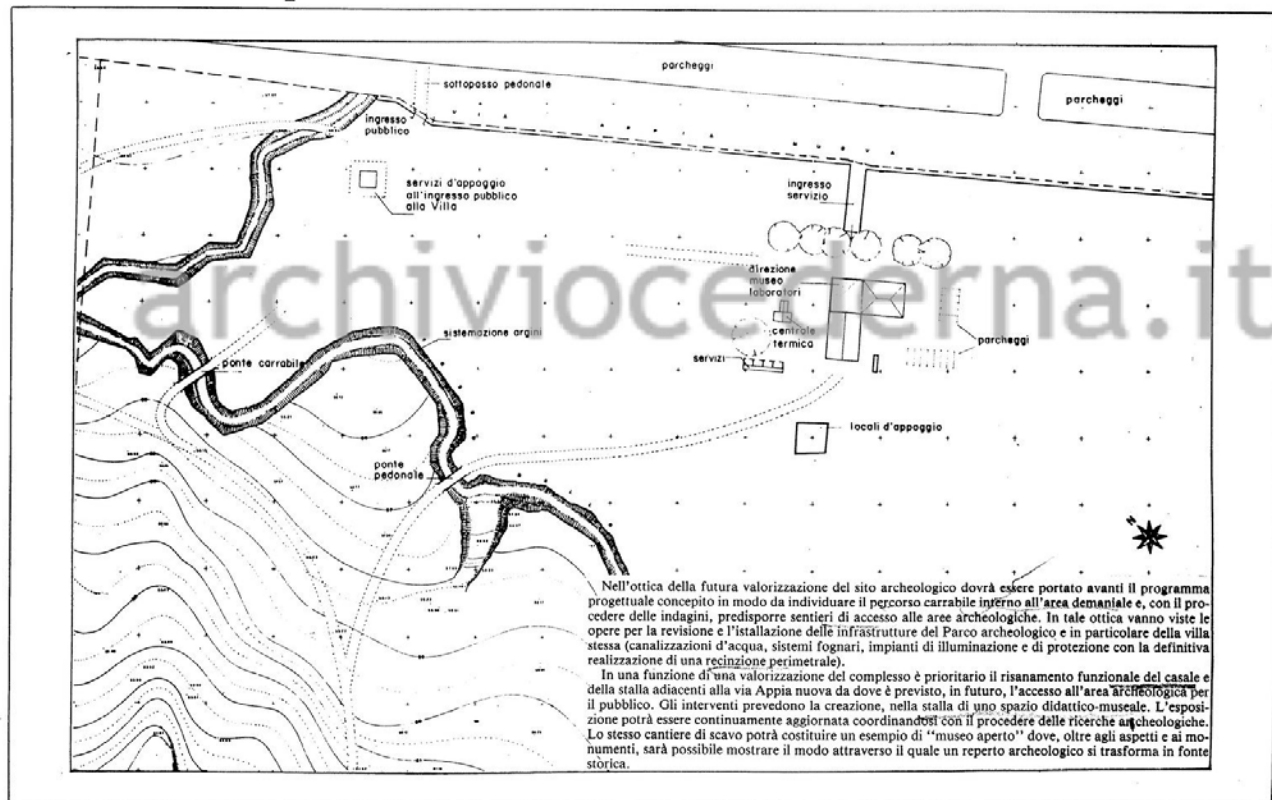 parcheggi
parcheggi
sottopasso pedonale
ingresso
pubblico
VIA APPIA NUOVA
servizi d'appoggio
all'ingresso pubblico
alla Villa
ingresso
servizio
archiviocederna.it
direzione
museo
laboratori
centrale
termica
servizi
parcheggi
sistemazione argini
ponte carrabile
locali d'appoggio
ponte
pedonale
N
Nell'ottica della futura valorizzazione del sito archeologico dovrà essere portato avanti il programma
progettuale concepito in modo da individuare il percorso carrabile interno all'area demaniale e, con il pro-
cedere delle indagini, predisporre sentieri di accesso alle aree archeologiche. In tale ottica vanno viste le
opere per la revisione e l'istallazione delle infrastrutture del Parco archeologico e in particolare della villa
stessa (canalizzazioni d'acqua, sistemi fognari, impianti di illuminazione e di protezione con la definitiva
realizzazione di una recinzione perimetrale).
In una funzione di una valorizzazione del complesso è prioritario il risanamento funzionale del casale e
della stalla adiacenti alla via Appia nuova da dove è previsto, in futuro, l'accesso all'area archeologica per
il pubblico. Gli interventi prevedono la creazione, nella stalla di uno spazio didattico-museale. L'esposi-
zione potrà essere continuamente aggiornata coordinandosi con il procedere delle ricerche archeologiche.
Lo stesso cantiere di scavo potrà costituire un esempio di "museo aperto" dove, oltre agli aspetti e ai mo-
numenti, sarà possibile mostrare il modo attraverso il quale un reperto archeologico si trasforma in fonte
storica.